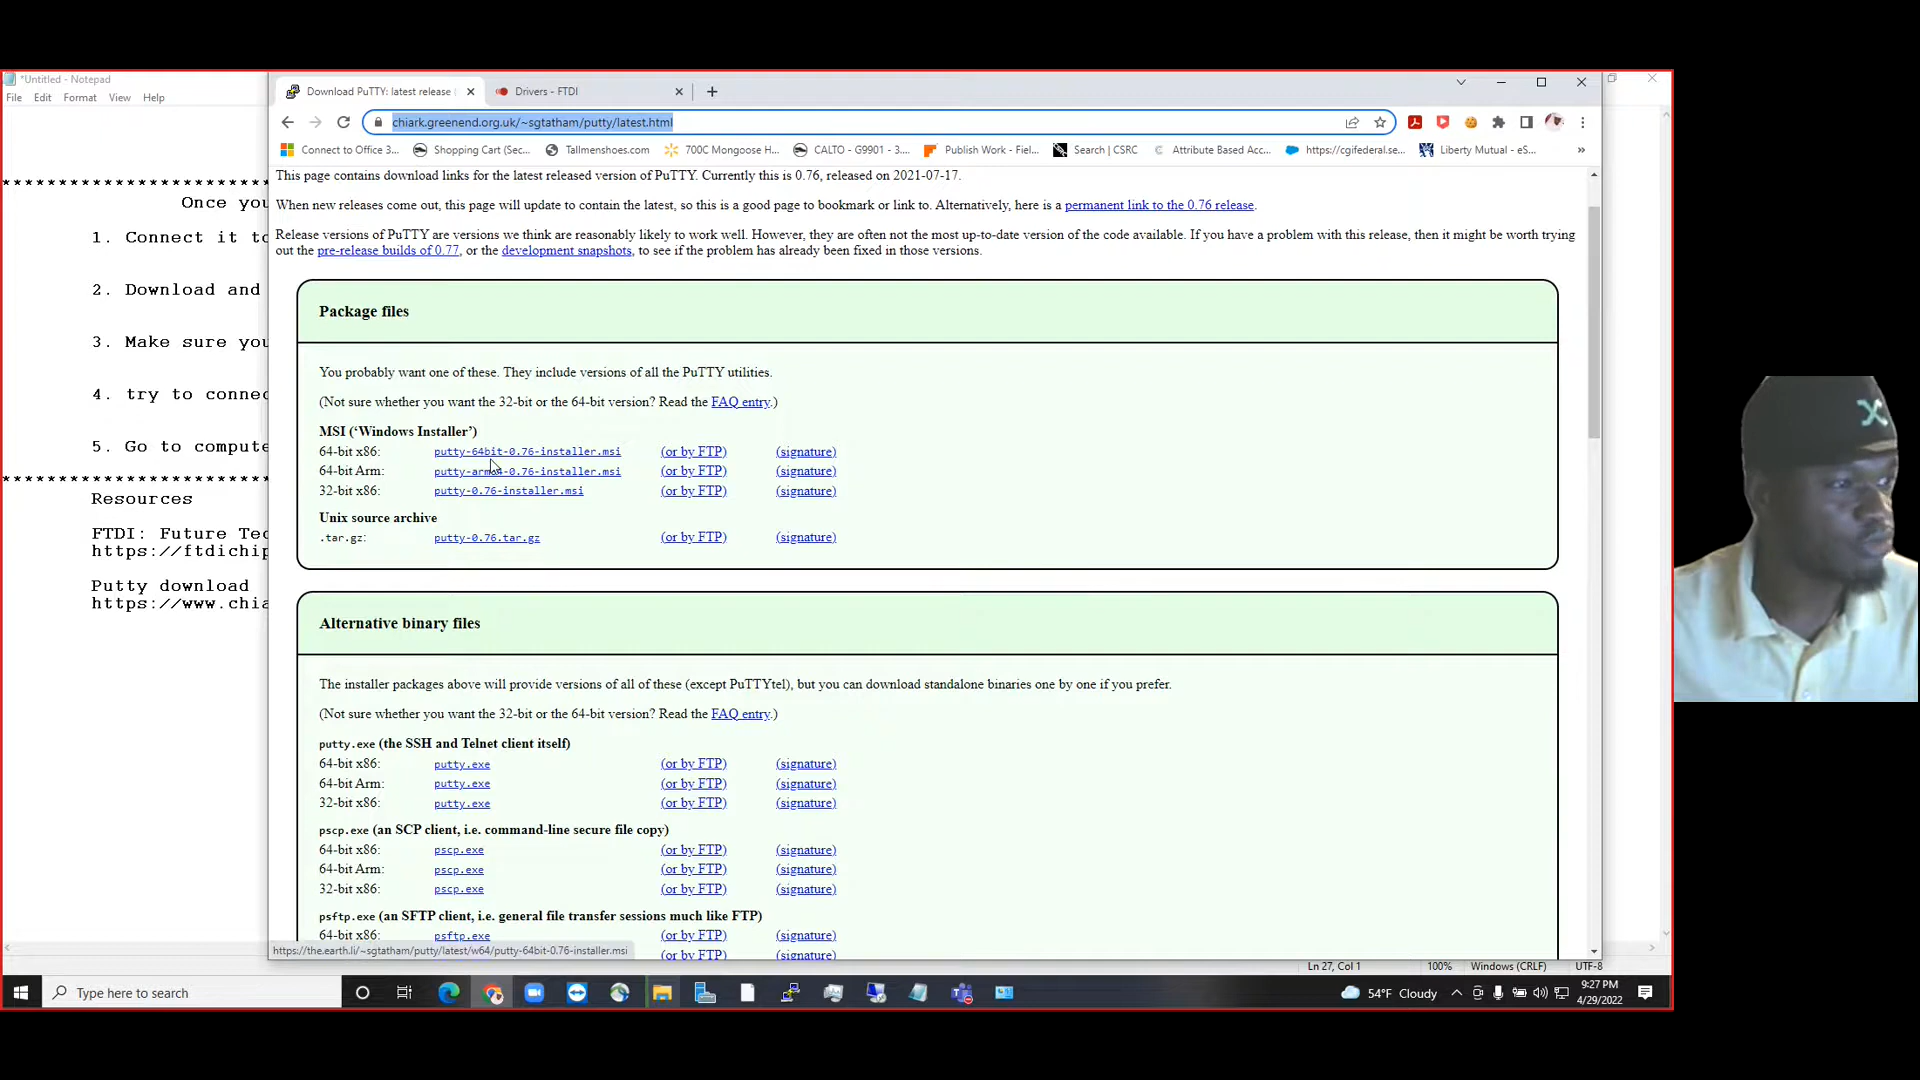 *Untitled - Notepad
File Edit Format View Help
Download PuTTY: latest release
Drivers - FTDI
chiark.greenend.org.uk/~sgtatham/putty/latest.html
Connect to Office 3...
Shopping Cart (Sec...
Tallmenshoes.com
700C Mongoose H...
CALTO - G9901 - 3....
Publish Work - Fiel...
Search | CSRC
Attribute Based Acc...
https://cgifederal.se...
Liberty Mutual - eS...
»
****************************
Once you
1. Connect it to
2. Download and
3. Make sure you
4. try to connec
5. Go to compute
****************************
Resources
FTDI: Future Tec
https://ftdichip
Putty download
https://www.chia
This page contains download links for the latest released version of PuTTY. Currently this is 0.76, released on 2021-07-17.
When new releases come out, this page will update to contain the latest, so this is a good page to bookmark or link to. Alternatively, here is a permanent link to the 0.76 release.
Release versions of PuTTY are versions we think are reasonably likely to work well. However, they are often not the most up-to-date version of the code available. If you have a problem with this release, then it might be worth trying
out the pre-release builds of 0.77, or the development snapshots, to see if the problem has already been fixed in those versions.
Package files
You probably want one of these. They include versions of all the PuTTY utilities.
(Not sure whether you want the 32-bit or the 64-bit version? Read the FAQ entry.)
MSI (‘Windows Installer’)
64-bit x86: putty-64bit-0.76-installer.msi (or by FTP) (signature)
64-bit Arm: putty-arm64-0.76-installer.msi (or by FTP) (signature)
32-bit x86: putty-0.76-installer.msi (or by FTP) (signature)
Unix source archive
.tar.gz: putty-0.76.tar.gz (or by FTP) (signature)
Alternative binary files
The installer packages above will provide versions of all of these (except PuTTYtel), but you can download standalone binaries one by one if you prefer.
(Not sure whether you want the 32-bit or the 64-bit version? Read the FAQ entry.)
putty.exe (the SSH and Telnet client itself)
64-bit x86: putty.exe (or by FTP) (signature)
64-bit Arm: putty.exe (or by FTP) (signature)
32-bit x86: putty.exe (or by FTP) (signature)
pscp.exe (an SCP client, i.e. command-line secure file copy)
64-bit x86: pscp.exe (or by FTP) (signature)
64-bit Arm: pscp.exe (or by FTP) (signature)
32-bit x86: pscp.exe (or by FTP) (signature)
psftp.exe (an SFTP client, i.e. general file transfer sessions much like FTP)
64-bit x86: psftp.exe (or by FTP) (signature)
(or by FTP) (signature)
https://the.earth.li/~sgtatham/putty/latest/w64/putty-64bit-0.76-installer.msi
Ln 27, Col 1 100% Windows (CRLF) UTF-8
Type here to search
54°F Cloudy
9:27 PM
4/29/2022